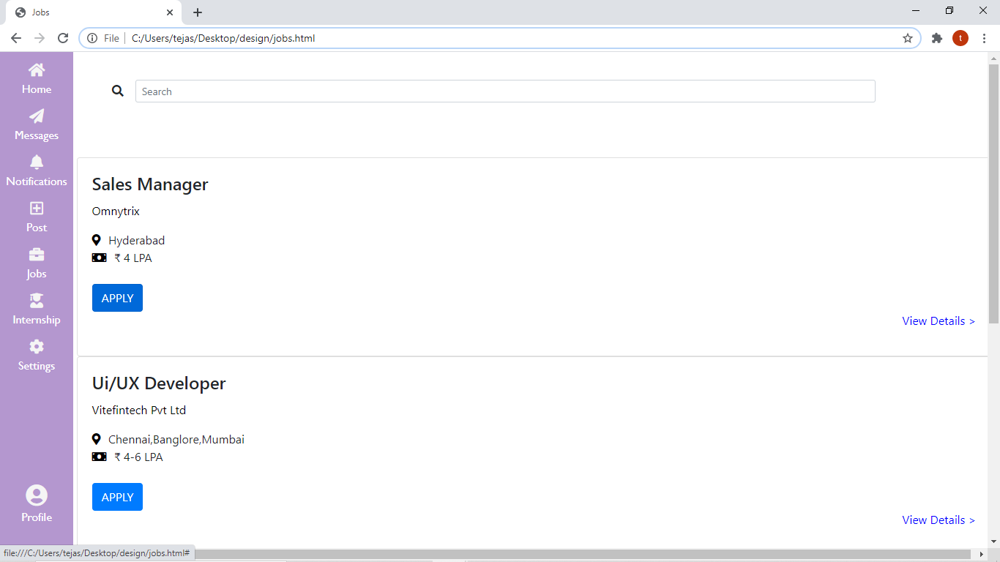 Jobs
File
C:/Users/tejas/Desktop/design/jobs.html
t
Home
Messages
Notifications
Post
Jobs
Internship
Settings
Profile
Search
Sales Manager
Omnytrix
Hyderabad
₹ 4 LPA
APPLY
View Details >
Ui/UX Developer
Vitefintech Pvt Ltd
Chennai,Banglore,Mumbai
₹ 4-6 LPA
APPLY
View Details >
file:///C:/Users/tejas/Desktop/design/jobs.html#